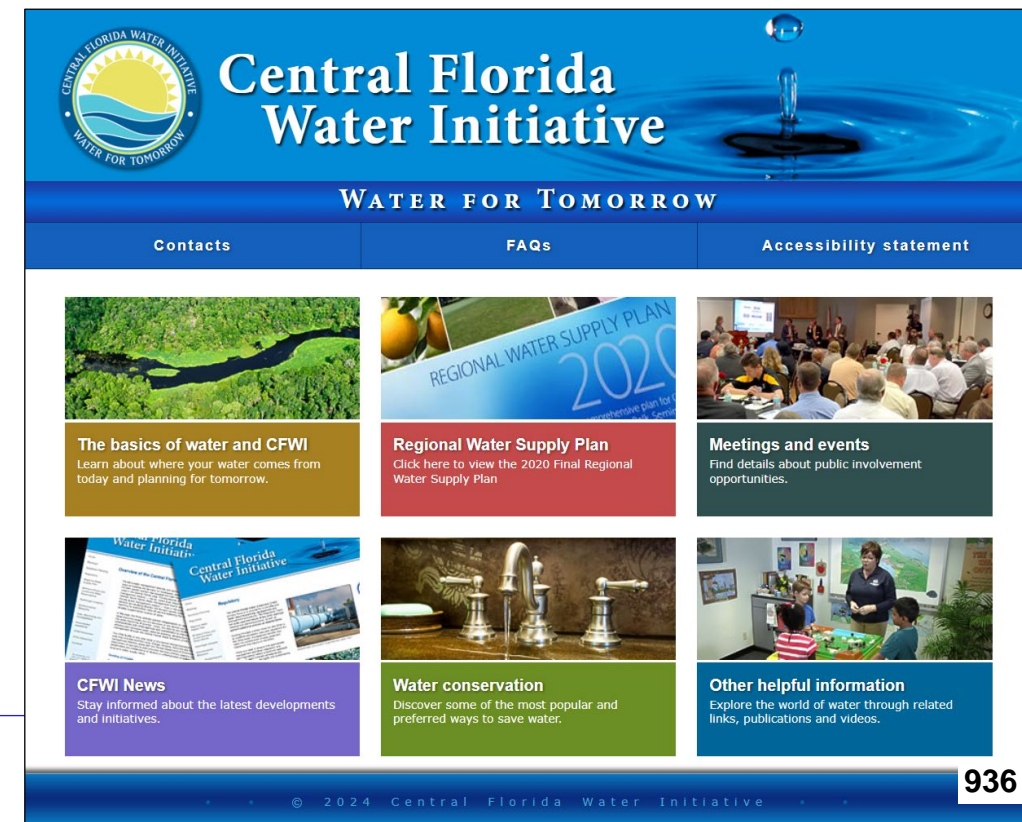 CENTRAL FLORIDA WATER INITIATIVE
WATER FOR TOMORROW
Central Florida
Water Initiative
WATER FOR TOMORROW
Contacts
FAQs
Accessibility statement
REGIONAL WATER SUPPLY PLAN
2020
The basics of water and CFWI
Learn about where your water comes from
today and planning for tomorrow.
Regional Water Supply Plan
Click here to view the 2020 Final Regional
Water Supply Plan
Meetings and events
Find details about public involvement
opportunities.
Central Florida
Water Initiative
Regulatory
CFWI News
Stay informed about the latest developments
and initiatives.
Water conservation
Discover some of the most popular and
preferred ways to save water.
Other helpful information
Explore the world of water through related
links, publications and videos.
© 2024 Central Florida Water Initiative
936